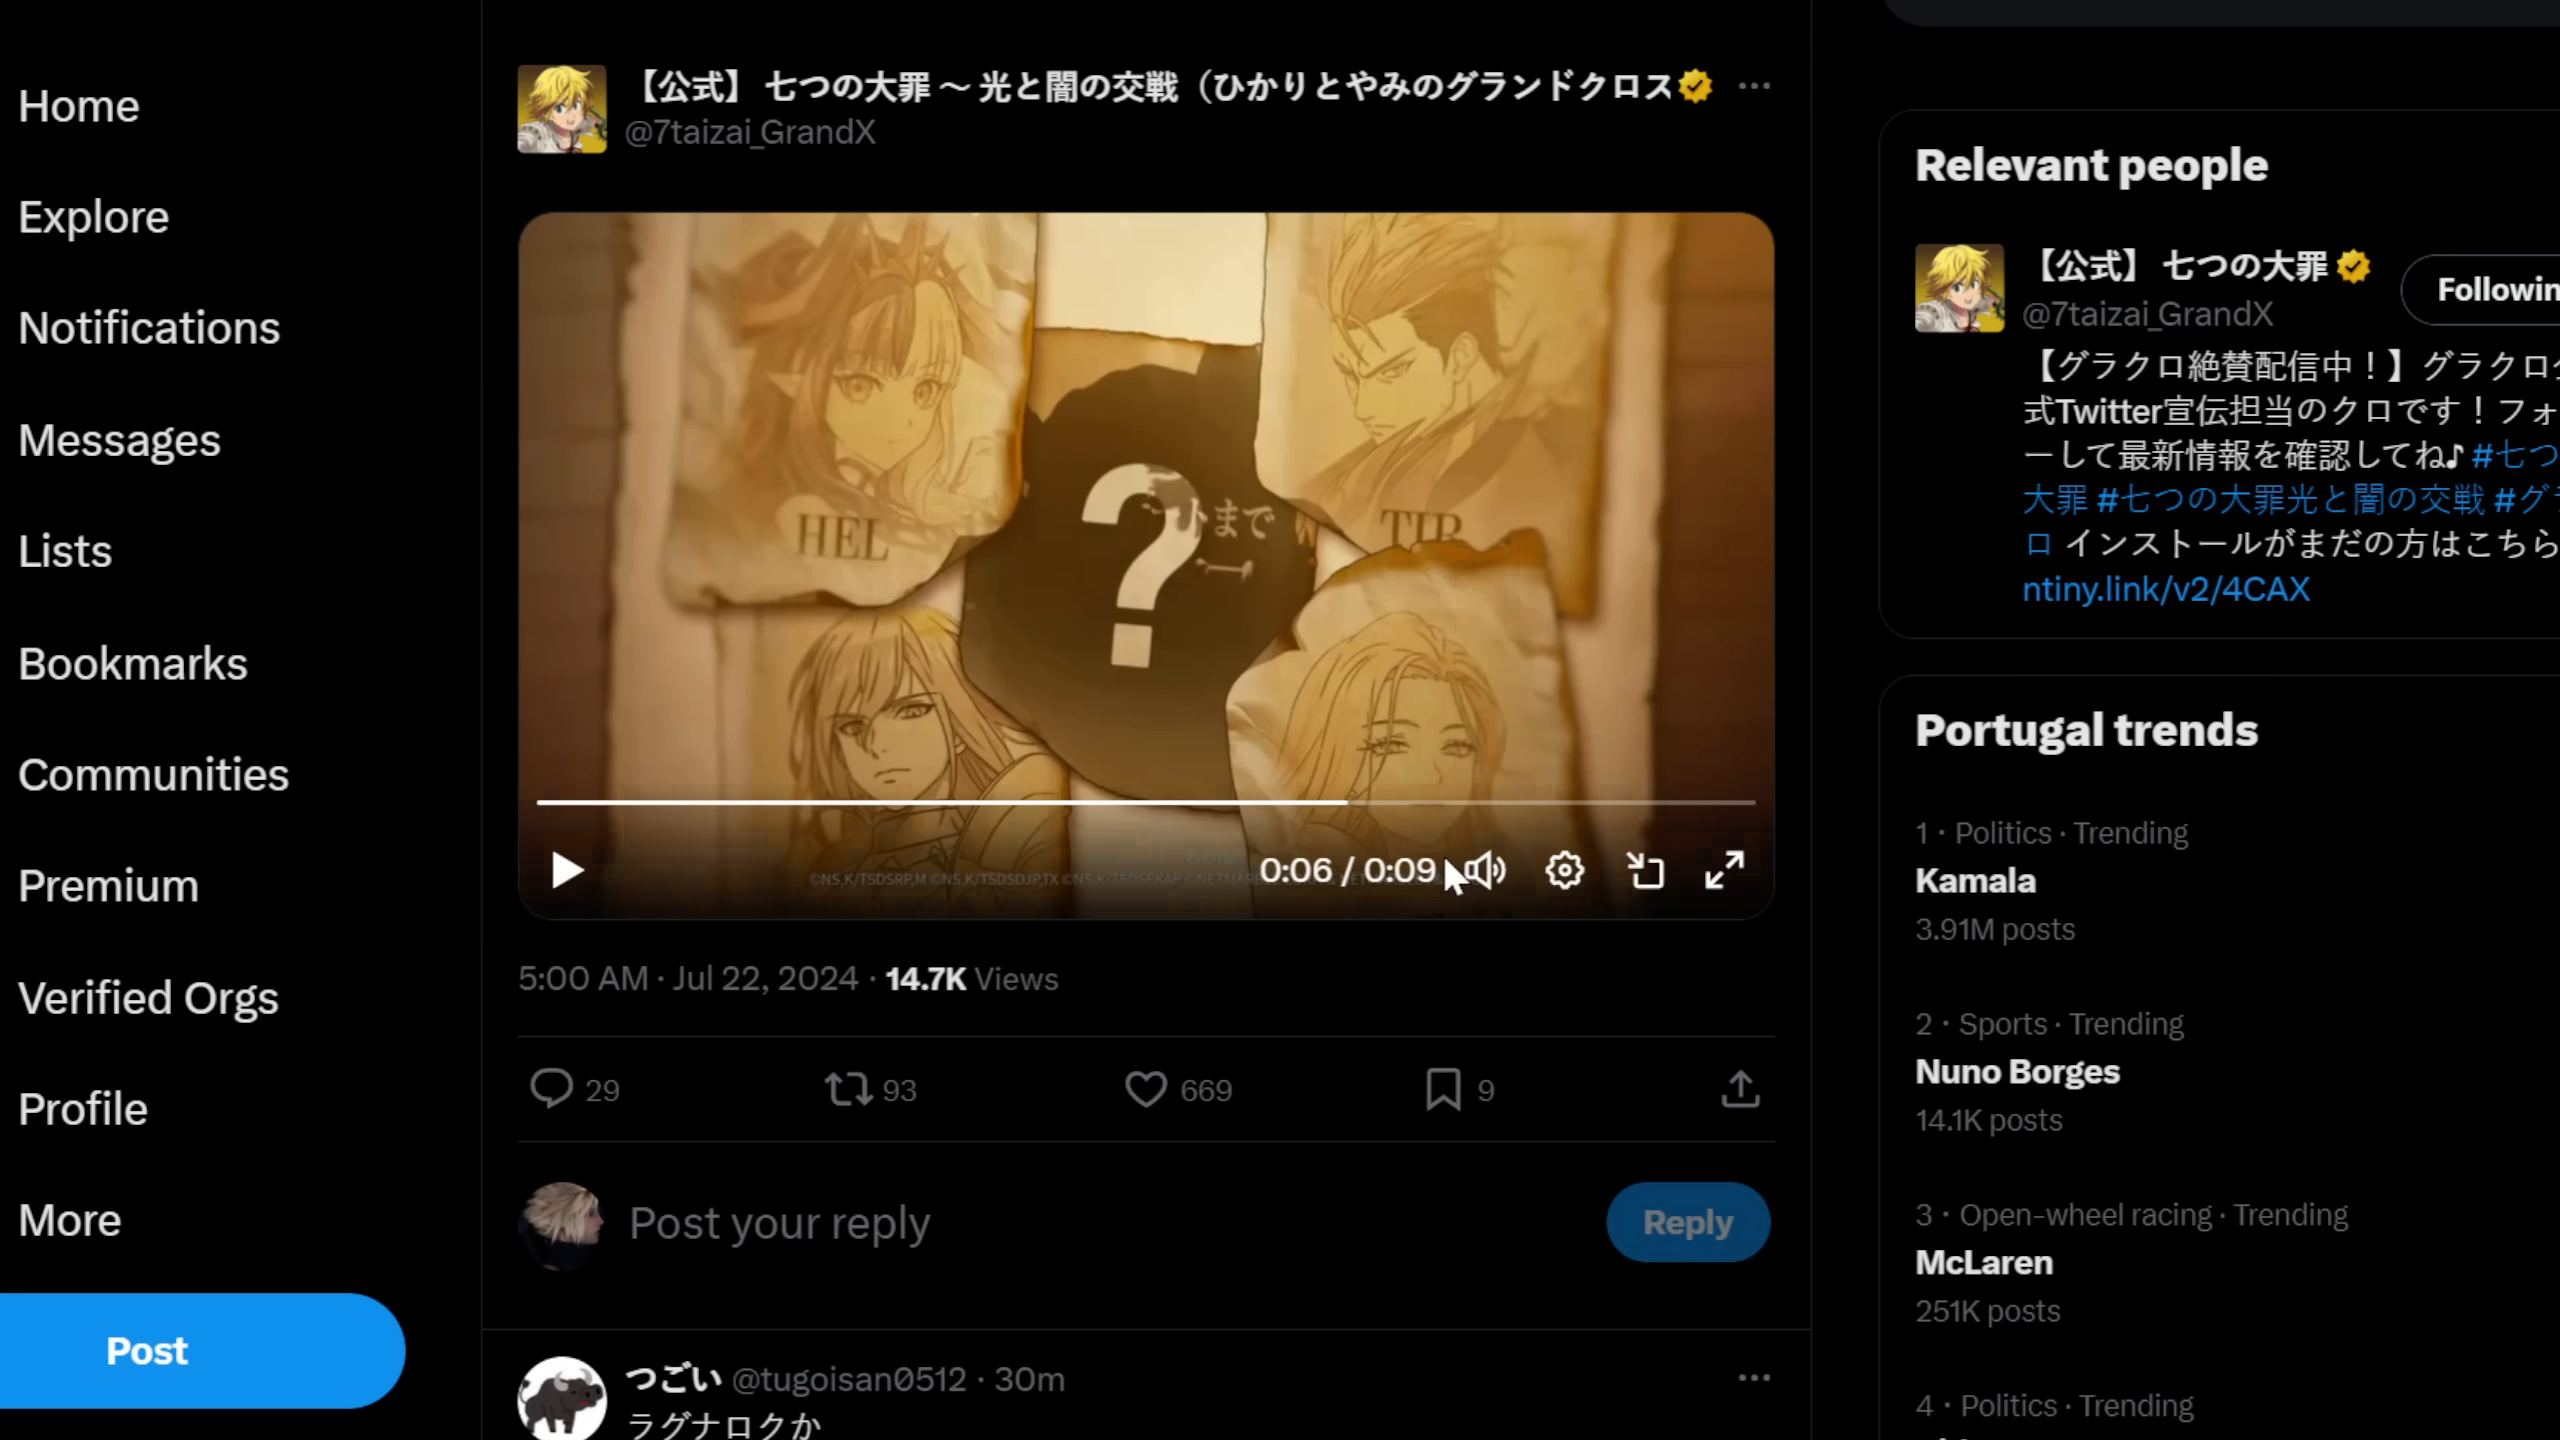 Home
Explore
Notifications
Messages
Lists
Bookmarks
Communities
Premium
Verified Orgs
Profile
More
Post
【公式】 七つの大罪 ～ 光と闇の交戦（ひかりとやみのグランドクロス
@7taizai_GrandX
HEL
TIR
?
トまで
0:06 / 0:09
5:00 AM · Jul 22, 2024 · 14.7K Views
29 93 669 9
Post your reply
Reply
つごい @tugoisan0512 · 30m
ラグナロクか
Relevant people
【公式】 七つの大罪
@7taizai_GrandX
Followin
【グラクロ絶賛配信中！】グラクロ
式Twitter宣伝担当のクロです！フォ
ーして最新情報を確認してね♪ #七つ
大罪 #七つの大罪光と闇の交戦 #グ
ロ インストールがまだの方はこちら
ntiny.link/v2/4CAX
Portugal trends
1 · Politics · Trending
Kamala
3.91M posts
2 · Sports · Trending
Nuno Borges
14.1K posts
3 · Open-wheel racing · Trending
McLaren
251K posts
4 · Politics · Trending